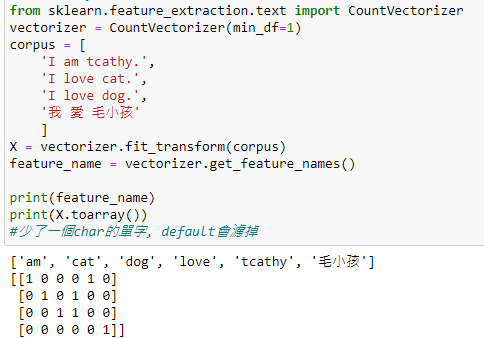 from sklearn.feature_extraction.text import CountVectorizer
vectorizer = CountVectorizer(min_df=1)
corpus = [
    'I am tcathy.',
    'I love cat.',
    'I love dog.',
    '我 愛 毛小孩'
    ]
X = vectorizer.fit_transform(corpus)
feature_name = vectorizer.get_feature_names()
print(feature_name)
print(X.toarray())
#少了一個char的單字, default會濾掉
['am', 'cat', 'dog', 'love', 'tcathy', '毛小孩']
[[1 0 0 0 1 0]
 [0 1 0 1 0 0]
 [0 0 1 1 0 0]
 [0 0 0 0 0 1]]